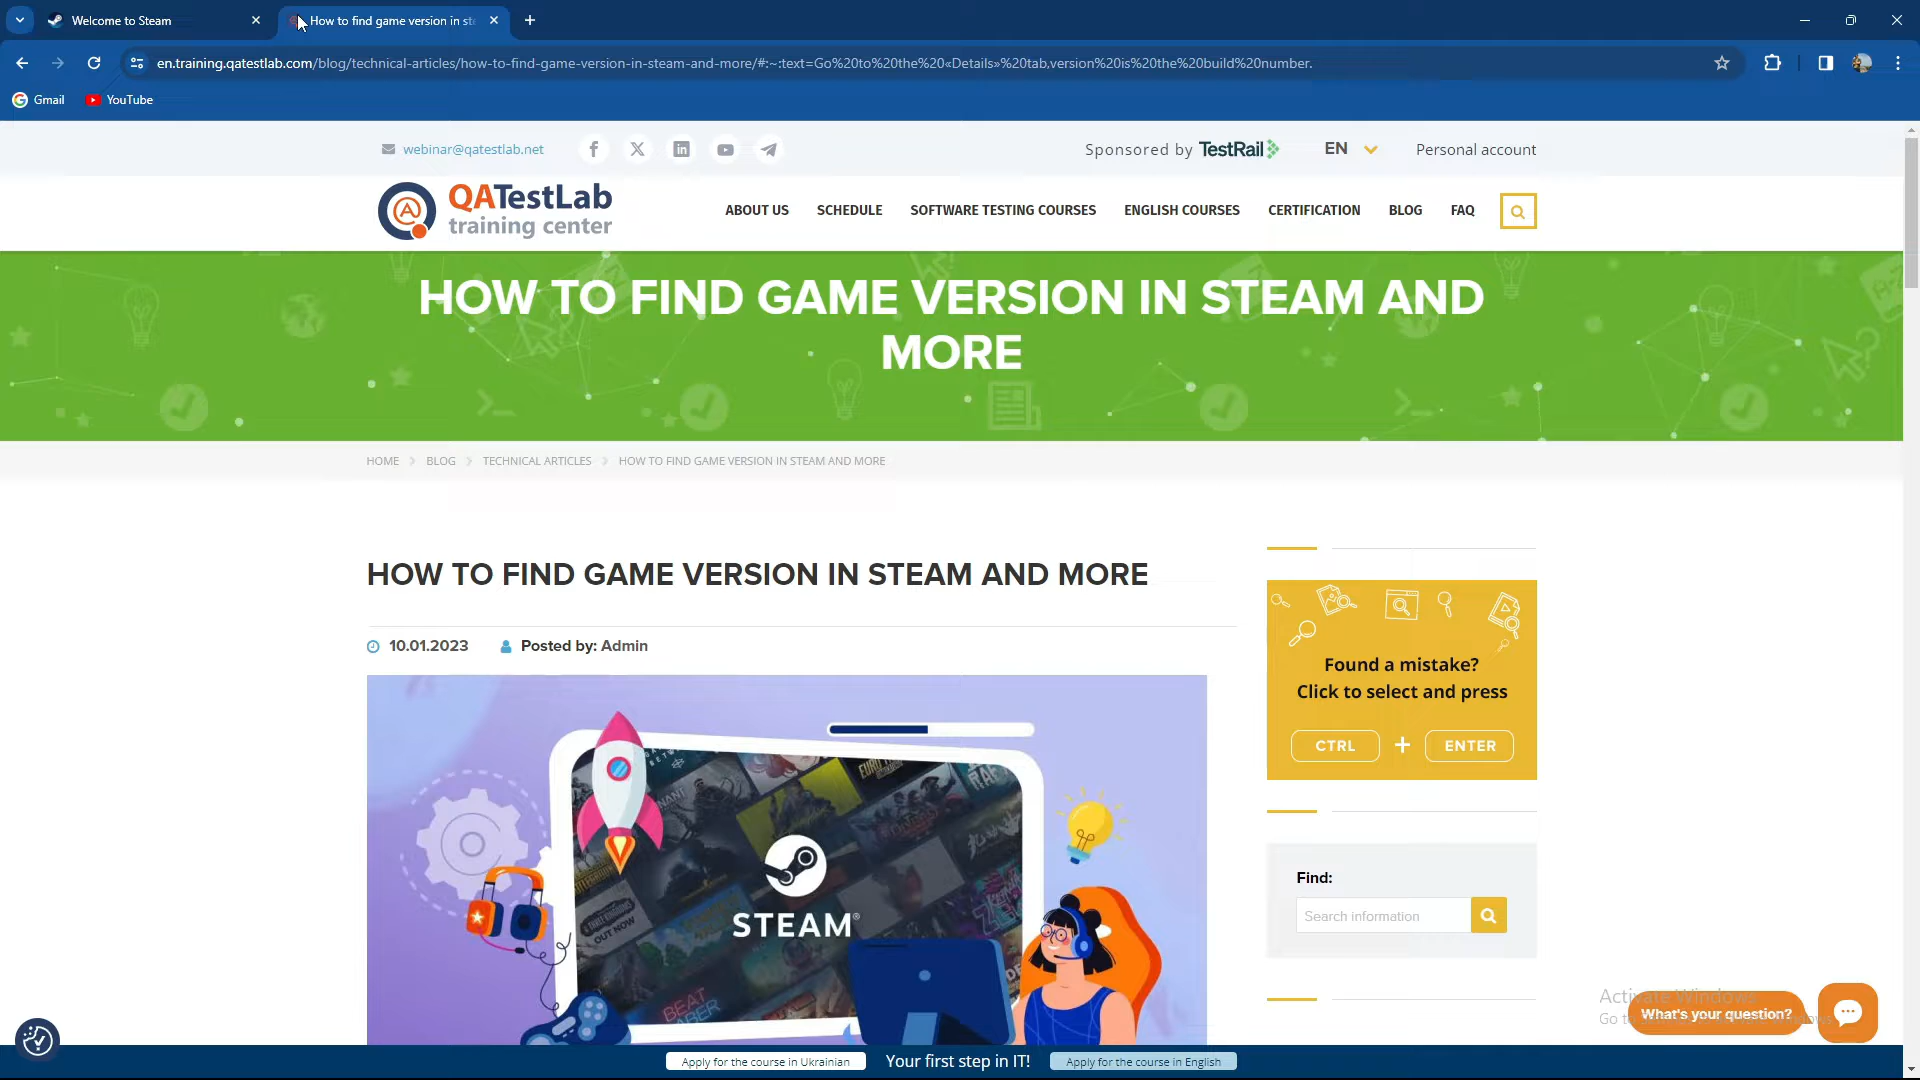 Welcome to Steam
How to find game version in st
en.training.qatestlab.com/blog/technical-articles/how-to-find-game-version-in-steam-and-more/#:~:text=Go%20to%20the%20«Details»%20tab,version%20is%20the%20build%20number.
Gmail
YouTube
webinar@qatestlab.net
Sponsored by TestRail
EN
Personal account
QATestLab
training center
ABOUT US
SCHEDULE
SOFTWARE TESTING COURSES
ENGLISH COURSES
CERTIFICATION
BLOG
FAQ
HOW TO FIND GAME VERSION IN STEAM AND
MORE
HOME
BLOG
TECHNICAL ARTICLES
HOW TO FIND GAME VERSION IN STEAM AND MORE
HOW TO FIND GAME VERSION IN STEAM AND MORE
10.01.2023
Posted by: Admin
Found a mistake?
Click to select and press
CTRL + ENTER
STEAM®
BEAT
SABER
OUT NOW
Find:
Search information
Activate Windows
What's your question?
Apply for the course in Ukrainian
Your first step in IT!
Apply for the course in English